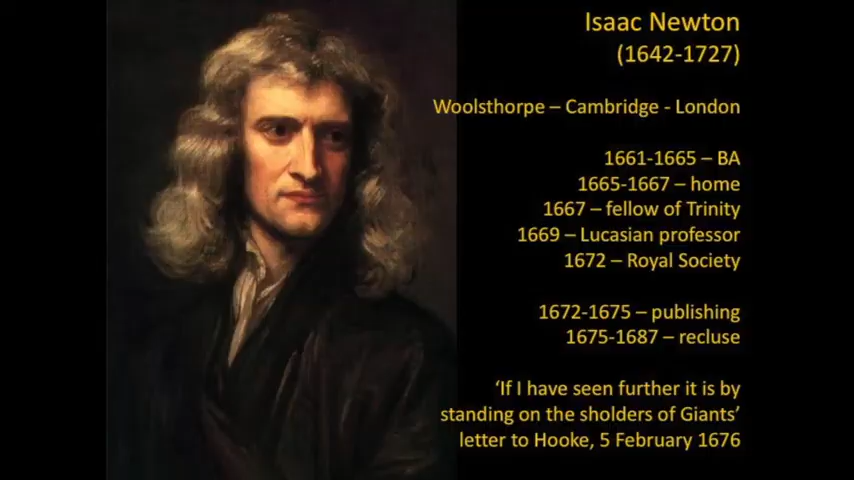 Isaac Newton
(1642-1727)
Woolsthorpe – Cambridge - London
1661-1665 – BA
1665-1667 – home
1667 – fellow of Trinity
1669 – Lucasian professor
1672 – Royal Society
1672-1675 – publishing
1675-1687 – recluse
‘If I have seen further it is by
standing on the sholders of Giants’
letter to Hooke, 5 February 1676